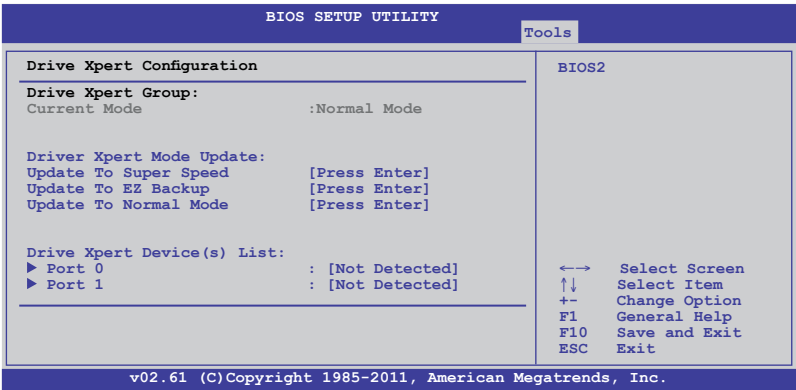 BIOS SETUP UTILITY
Tools
Drive Xpert Configuration
Drive Xpert Group:
Current Mode :Normal Mode
Driver Xpert Mode Update:
Update To Super Speed [Press Enter]
Update To EZ Backup [Press Enter]
Update To Normal Mode [Press Enter]
Drive Xpert Device(s) List:
▶ Port 0 : [Not Detected]
▶ Port 1 : [Not Detected]
BIOS2
←→ Select Screen
↑↓ Select Item
+- Change Option
F1 General Help
F10 Save and Exit
ESC Exit
v02.61 (C)Copyright 1985-2011, American Megatrends, Inc.